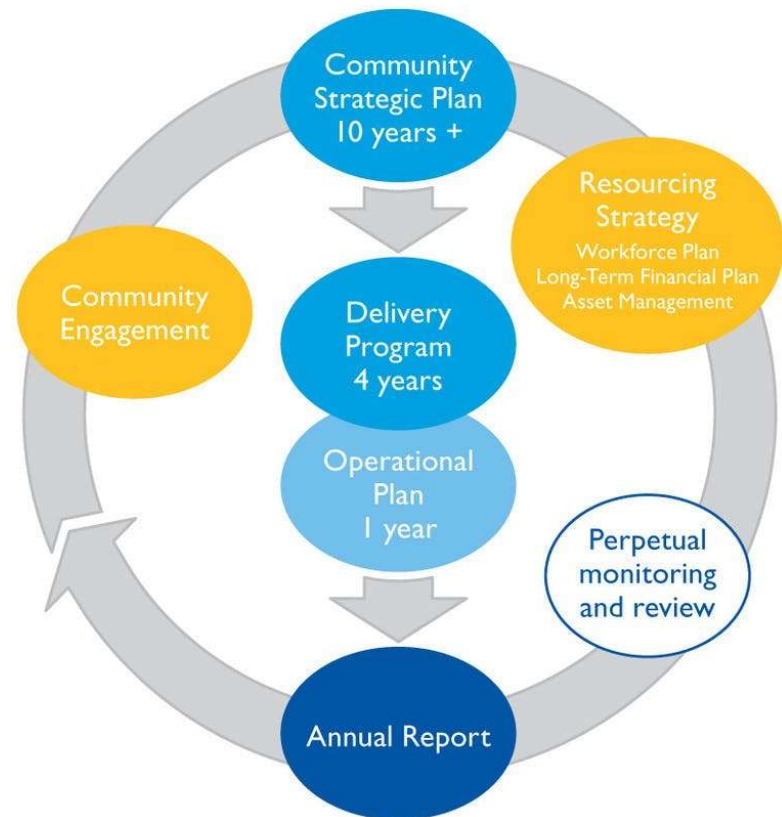 Community
Strategic Plan
10 years +
Resourcing
Strategy
Workforce Plan
Long-Term Financial Plan
Asset Management
Community
Engagement
Delivery
Program
4 years
Operational
Plan
1 year
Perpetual
monitoring
and review
Annual Report